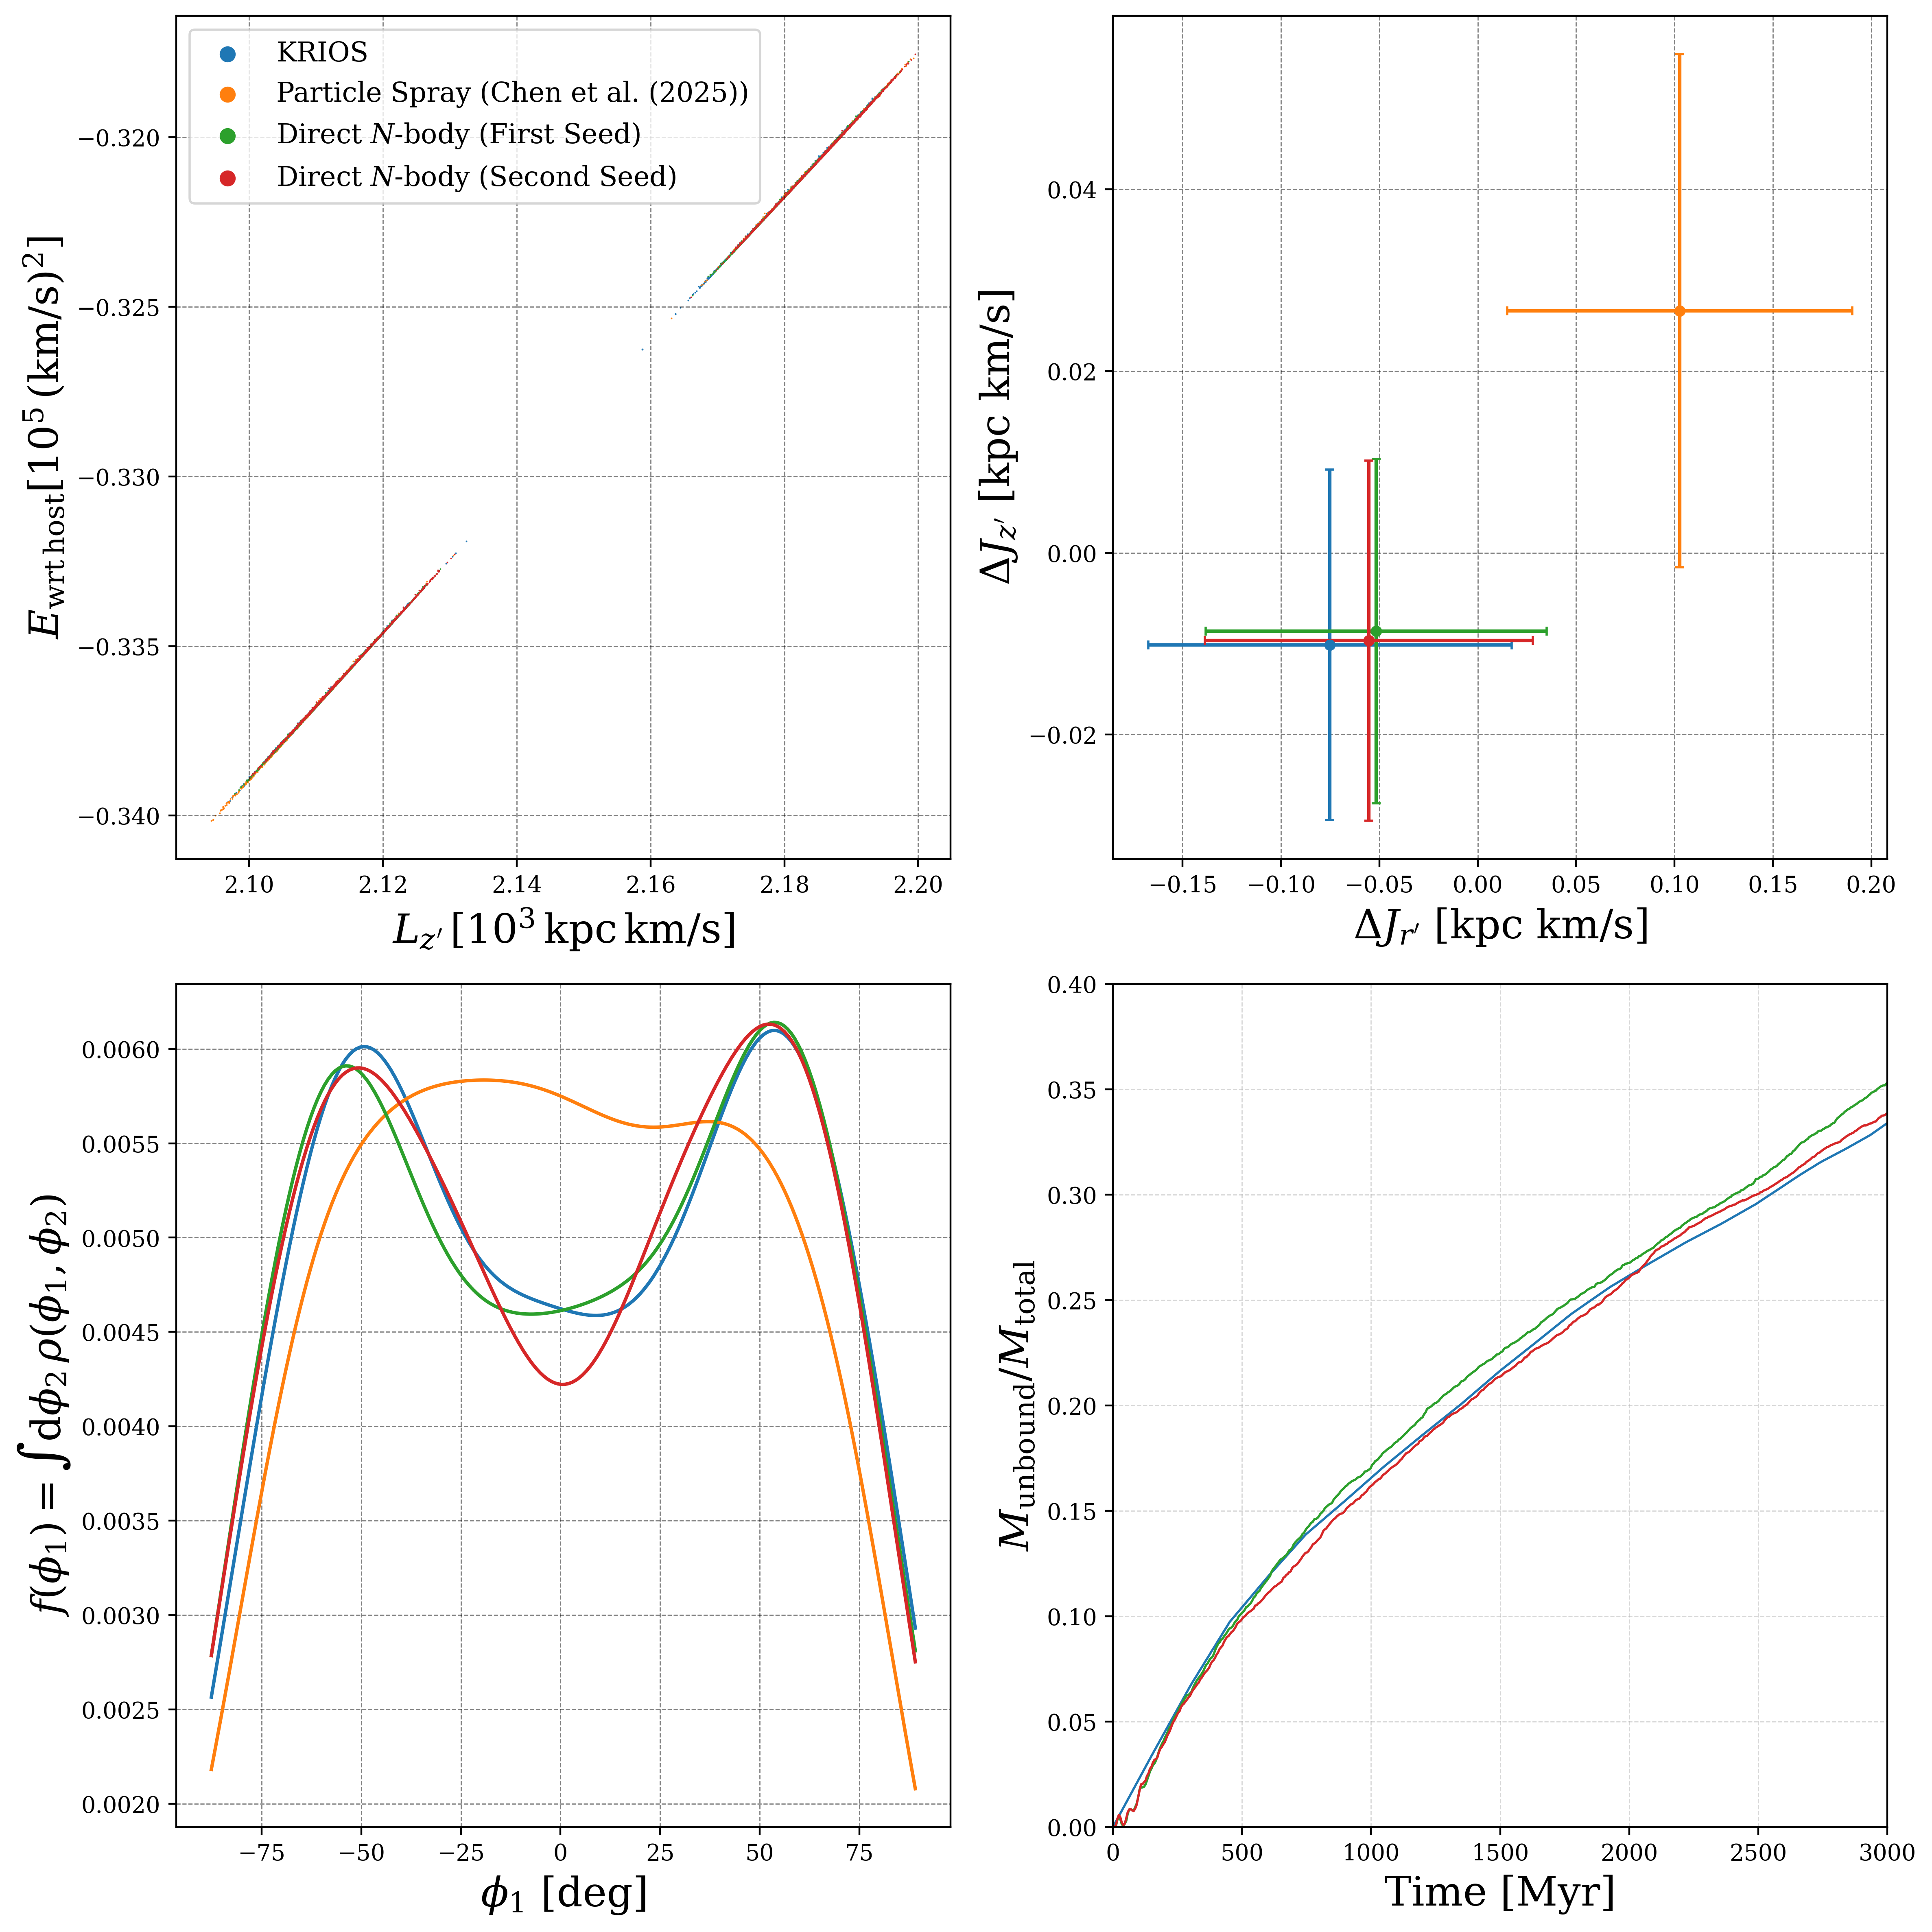 KRIOS
Particle Spray (Chen et al. (2025))
Direct N-body (First Seed)
Direct N-body (Second Seed)
E_wrt host [10^5 (km/s)^2]
−0.320
−0.325
−0.330
−0.335
−0.340
2.10 2.12 2.14 2.16 2.18 2.20
L_z′ [10^3 kpc km/s]
ΔJ_z′ [kpc km/s]
0.04
0.02
0.00
−0.02
−0.15 −0.10 −0.05 0.00 0.05 0.10 0.15 0.20
ΔJ_r′ [kpc km/s]
f(ϕ_1) = ∫dϕ_2 ρ(ϕ_1, ϕ_2)
0.0060
0.0055
0.0050
0.0045
0.0040
0.0035
0.0030
0.0025
0.0020
−75 −50 −25 0 25 50 75
ϕ_1 [deg]
M_unbound/M_total
0.40
0.35
0.30
0.25
0.20
0.15
0.10
0.05
0.00
0 500 1000 1500 2000 2500 3000
Time [Myr]